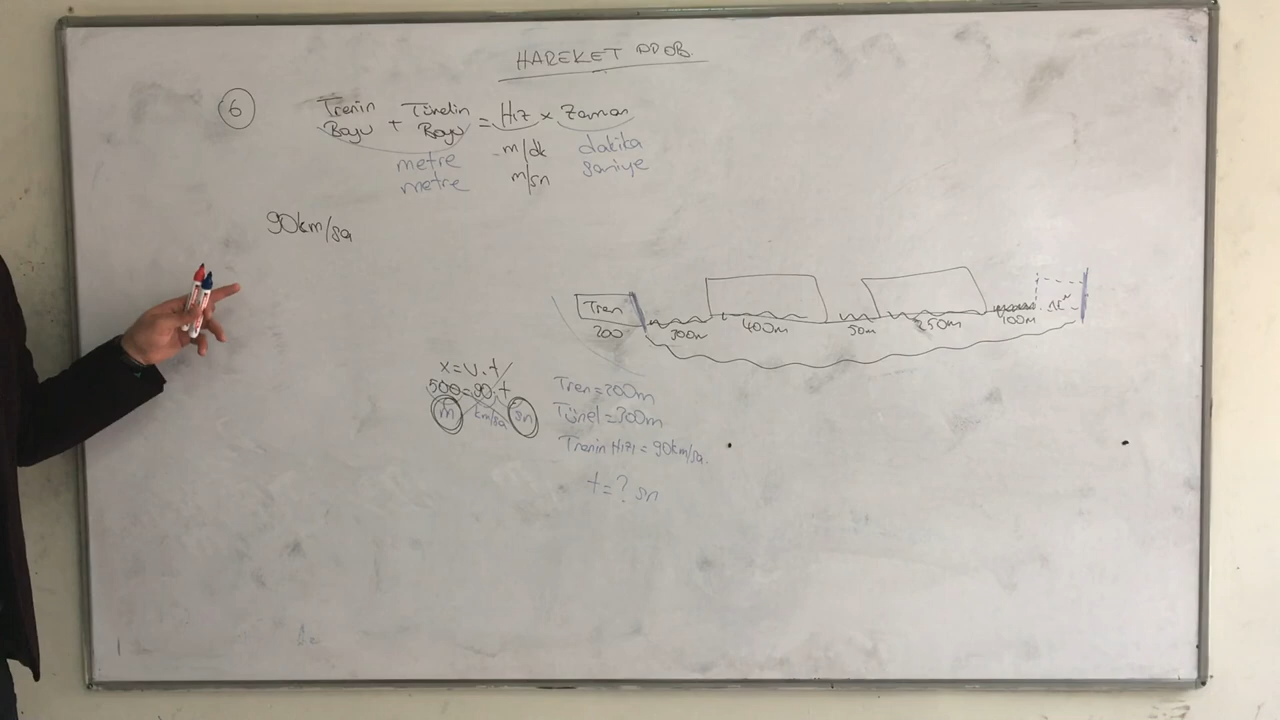 HAREKET PROB.
6
Trenin Boyu + Tünelin Boyu = Hız x Zaman
metre m/dk dakika
metre m/sn saniye
90km/sa
Tren
200 300m 400m 50m 250m 100m
x=v.t
500=90.t
m km/sa sn
Tren=200m
Tünel=300m
Trenin Hızı=90km/sa.
t=? sn